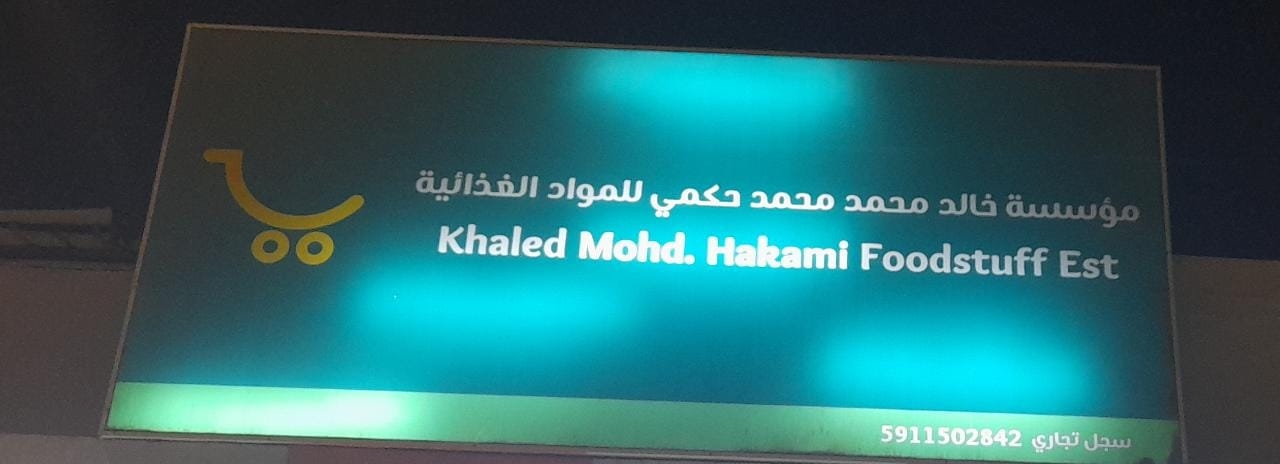 مؤسسة خالد محمد محمد حكمي للمواد الغذائية
Khaled Mohd. Hakami Foodstuff Est
سجل تجاري 5911502842